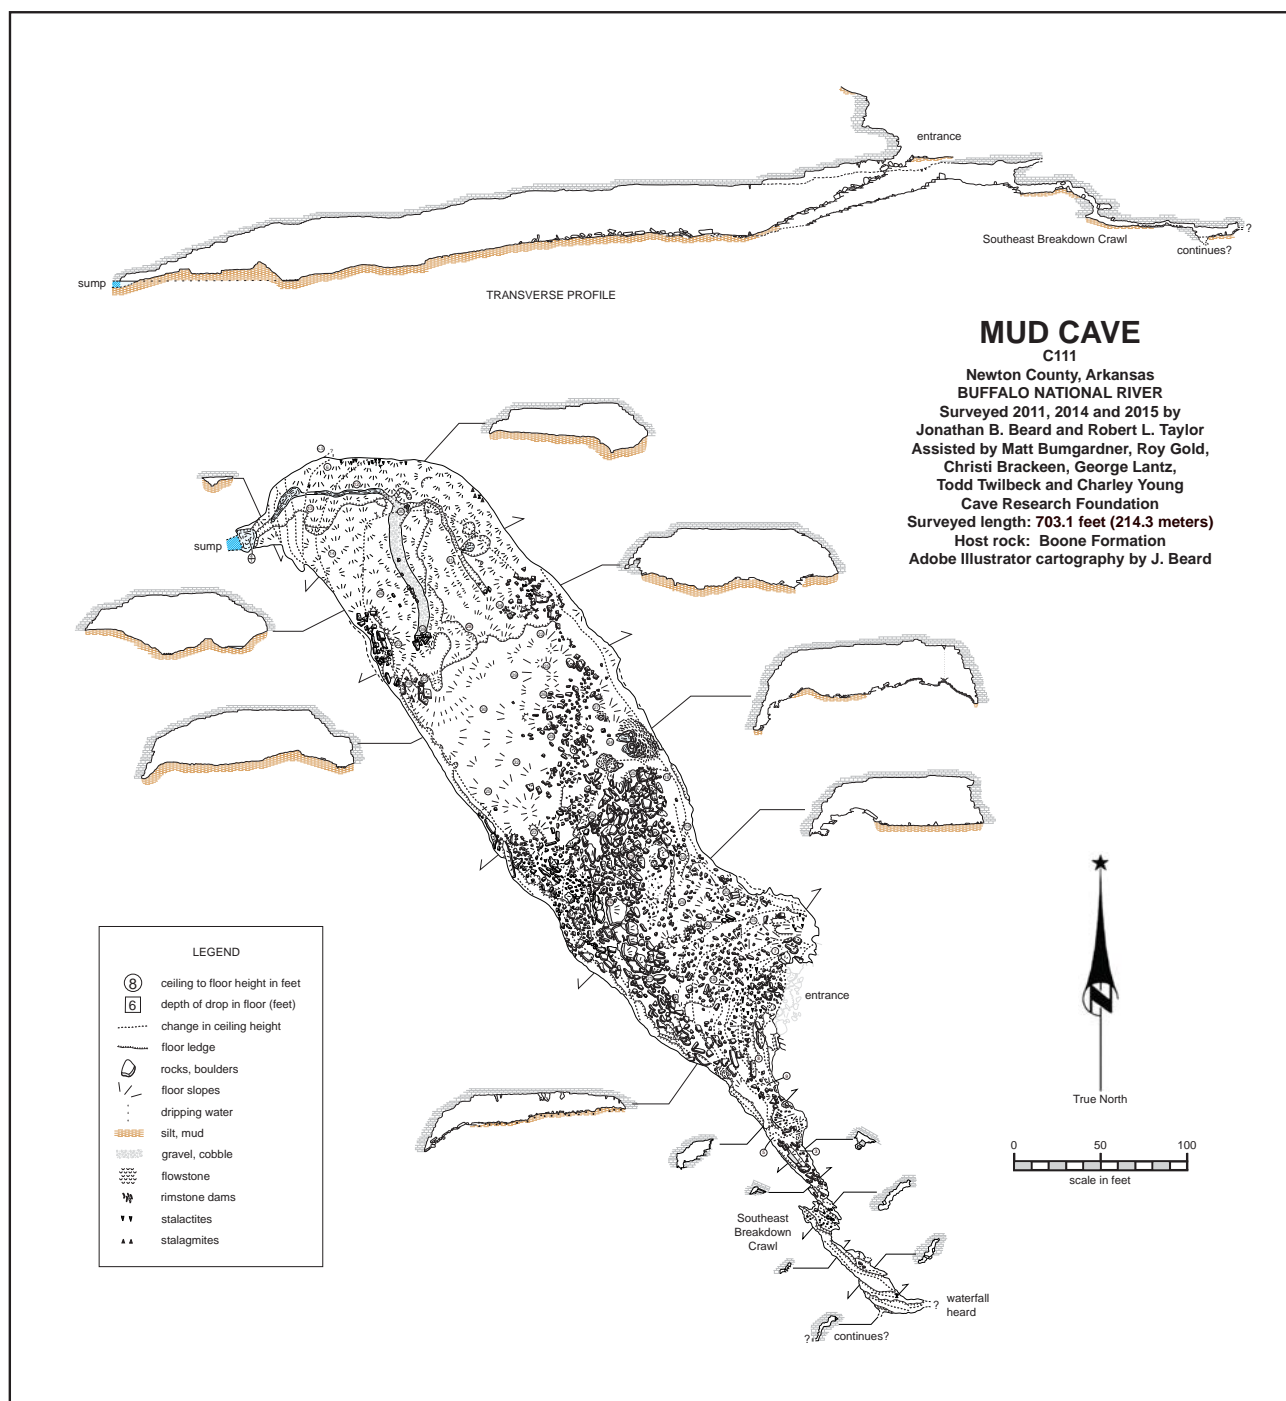 entrance
Southeast Breakdown Crawl
?
continues?
sump
TRANSVERSE PROFILE
MUD CAVE
C111
Newton County, Arkansas
BUFFALO NATIONAL RIVER
Surveyed 2011, 2014 and 2015 by
Jonathan B. Beard and Robert L. Taylor
Assisted by Matt Bumgardner, Roy Gold,
Christi Brackeen, George Lantz,
Todd Twilbeck and Charley Young
Cave Research Foundation
Surveyed length: 703.1 feet (214.3 meters)
Host rock: Boone Formation
Adobe Illustrator cartography by J. Beard
sump
entrance
LEGEND
8 ceiling to floor height in feet
6 depth of drop in floor (feet)
change in ceiling height
floor ledge
rocks, boulders
floor slopes
dripping water
silt, mud
gravel, cobble
flowstone
rimstone dams
stalactites
stalagmites
N
True North
0 50 100
scale in feet
Southeast
Breakdown
Crawl
? waterfall
heard
? continues?